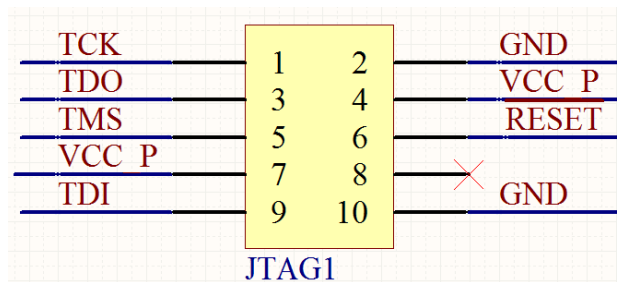 TCK 1 2 GND
TDO 3 4 VCC_P
TMS 5 6 RESET
VCC_P 7 8
TDI 9 10 GND
JTAG1